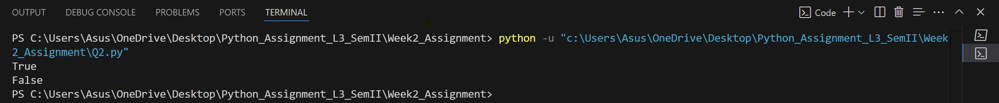 OUTPUT DEBUG CONSOLE PROBLEMS PORTS TERMINAL Code
PS C:\Users\Asus\OneDrive\Desktop\Python_Assignment_L3_SemII\Week2_Assignment> python -u "c:\Users\Asus\OneDrive\Desktop\Python_Assignment_L3_SemII\Week
2_Assignment\Q2.py"
True
False
PS C:\Users\Asus\OneDrive\Desktop\Python_Assignment_L3_SemII\Week2_Assignment>